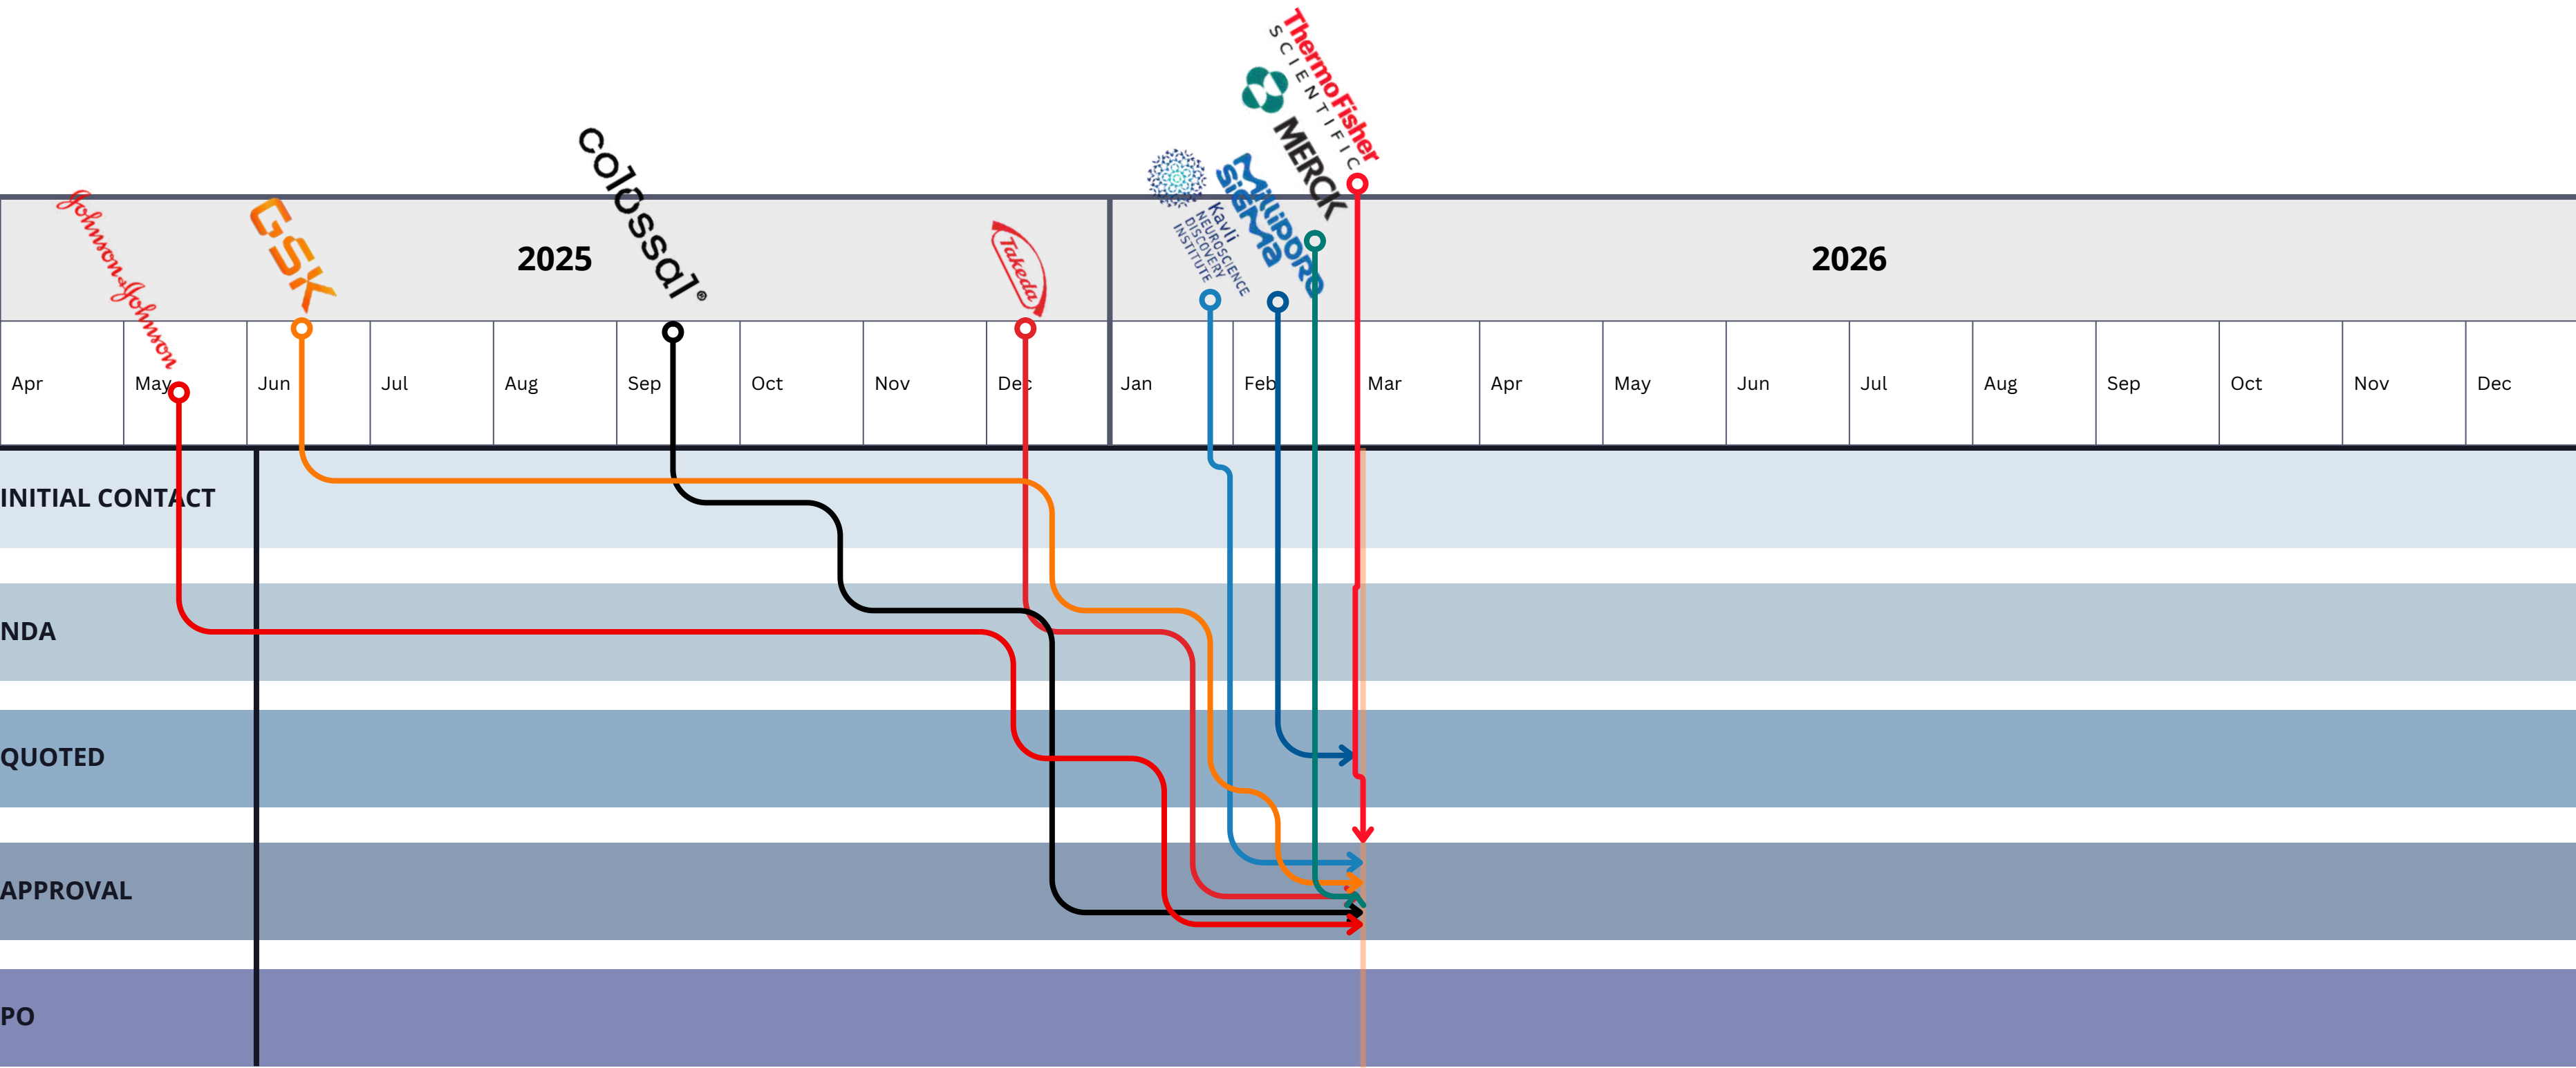 ThermoFisher
SCIENTIFIC
MERCK
Kavli
NEUROSCIENCE
DISCOVERY
INSTITUTE
Millipore
SiGMa
colossal®
Johnson&Johnson
GSK
Takeda
2025
2026
Apr May Jun Jul Aug Sep Oct Nov Dec Jan Feb Mar Apr May Jun Jul Aug Sep Oct Nov Dec
INITIAL CONTACT
NDA
QUOTED
APPROVAL
PO